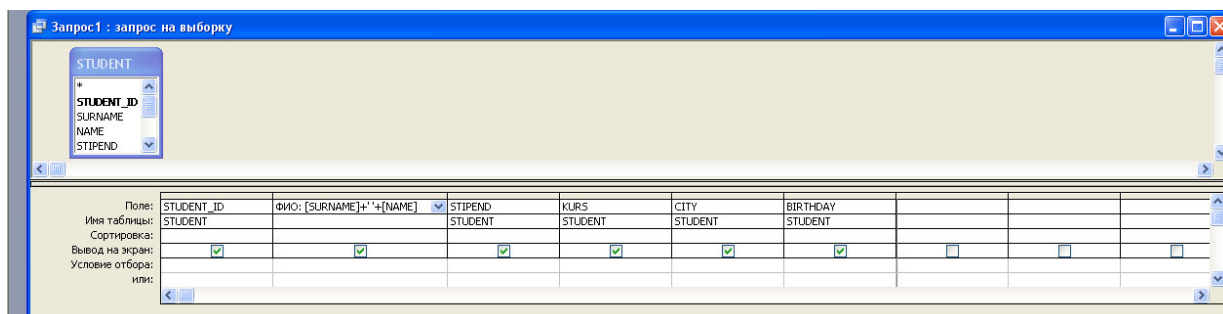 Запрос1 : запрос на выборку
STUDENT
*
STUDENT_ID
SURNAME
NAME
STIPEND
Поле: STUDENT_ID ФИО: [SURNAME]+' '+[NAME] STIPEND KURS CITY BIRTHDAY
Имя таблицы: STUDENT STUDENT STUDENT STUDENT STUDENT
Сортировка:
Вывод на экран:
Условие отбора:
или: